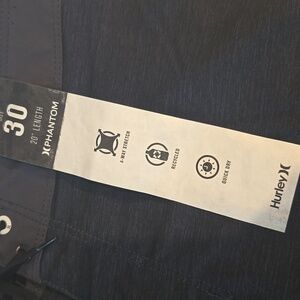 30
20" LENGTH
PHANTOM
4-WAY STRETCH
RECYCLED
QUICK DRY
Hurley